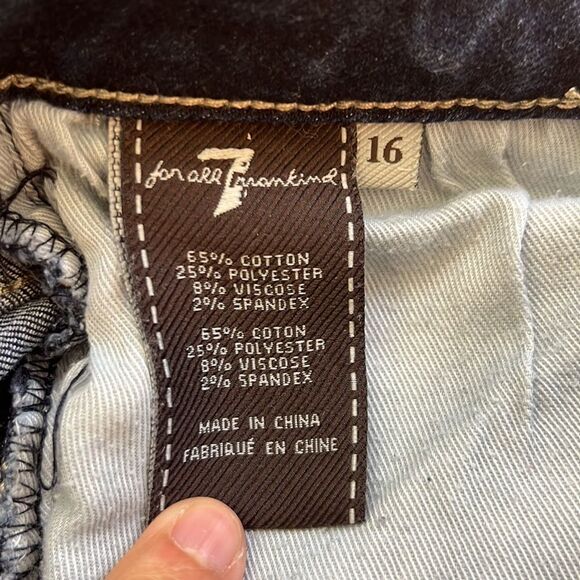 for all 7 mankind
16
65% COTTON
25% POLYESTER
8% VISCOSE
2% SPANDEX
65% COTON
25% POLYESTER
8% VISCOSE
2% SPANDEX
MADE IN CHINA
FABRIQUÉ EN CHINE